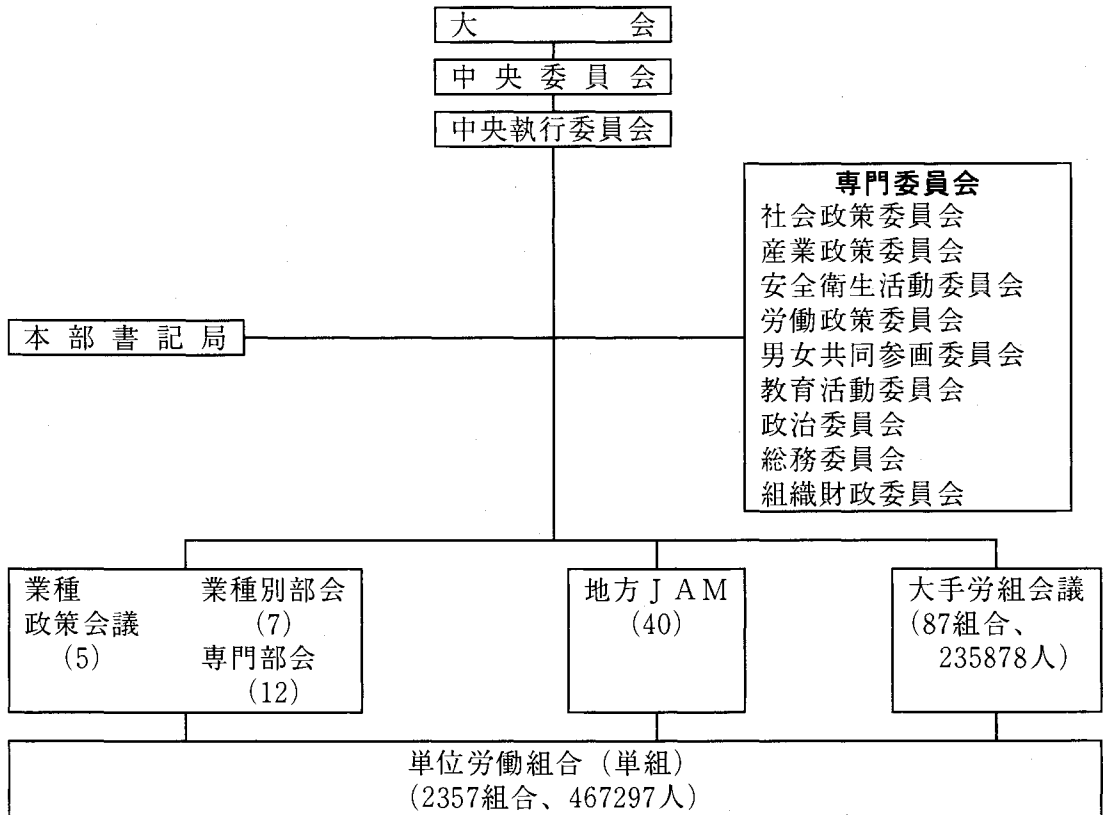 大会
中央委員会
中央執行委員会
専門委員会
社会政策委員会
産業政策委員会
安全衛生活動委員会
労働政策委員会
男女共同参画委員会
教育活動委員会
政治委員会
総務委員会
組織財政委員会
本部書記局
業種
政策会議
(5)
業種別部会
(7)
専門部会
(12)
地方JAM
(40)
大手労組会議
(87組合、
235878人)
単位労働組合(単組)
(2357組合、467297人)